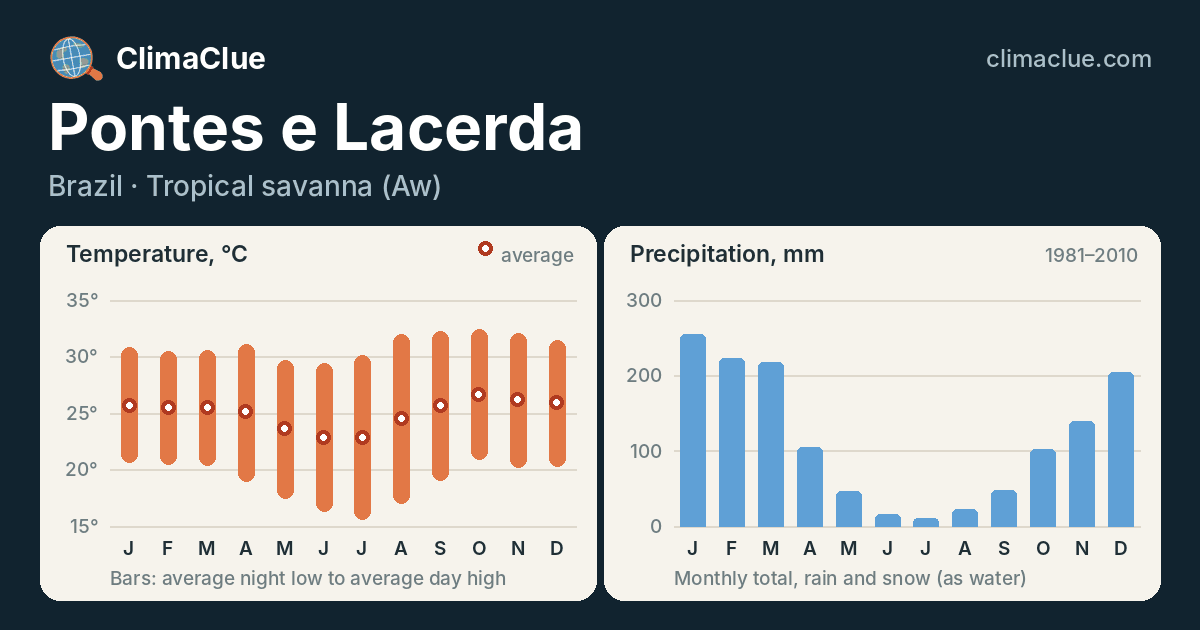 ClimaClue
climaclue.com
Pontes e Lacerda
Brazil · Tropical savanna (Aw)
Temperature, °C
average
35°
30°
25°
20°
15°
J F M A M J J A S O N D
Bars: average night low to average day high
Precipitation, mm
1981–2010
300
200
100
0
J F M A M J J A S O N D
Monthly total, rain and snow (as water)